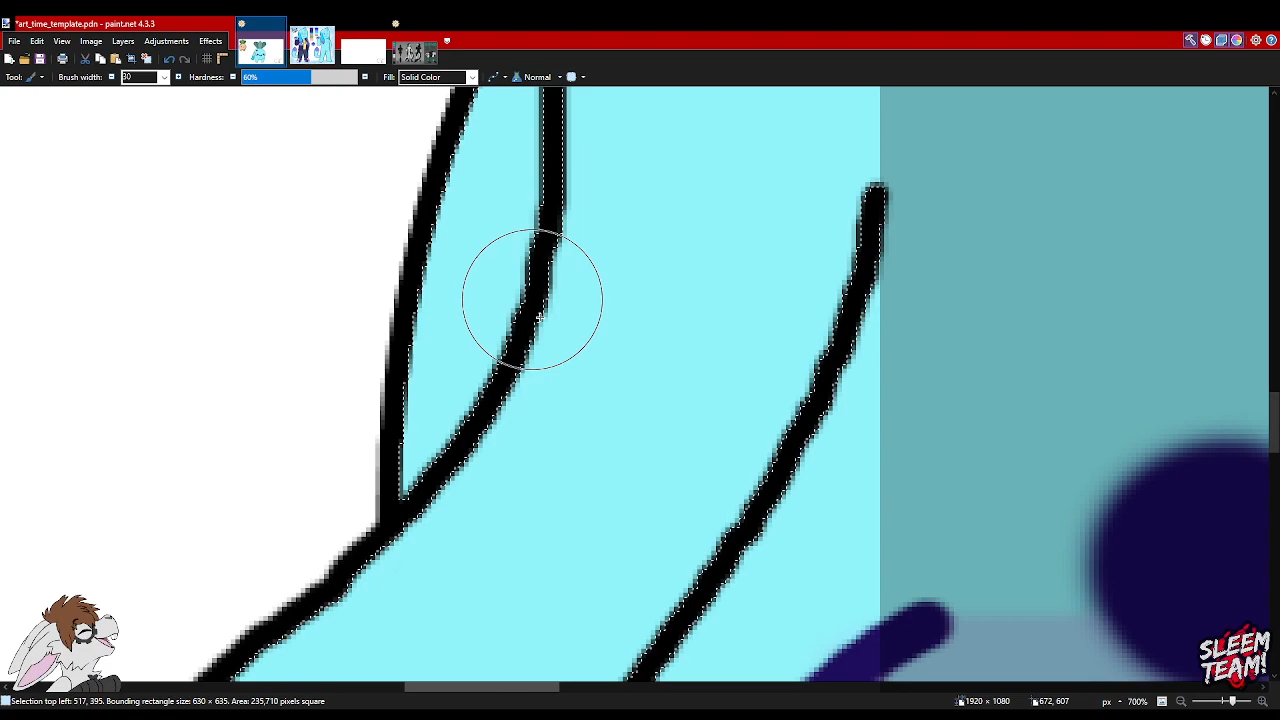 *art_time_template.pdn - paint.net 4.3.3
File Edit View Image Layers Adjustments Effects
Tool: Brush width: 30 Hardness: 60% Fill: Solid Color Normal
SLEEM
TEAM!
Selection top left: 517, 395. Bounding rectangle size: 630 × 635. Area: 235,710 pixels square 1920 × 1080 672, 607 px 700%